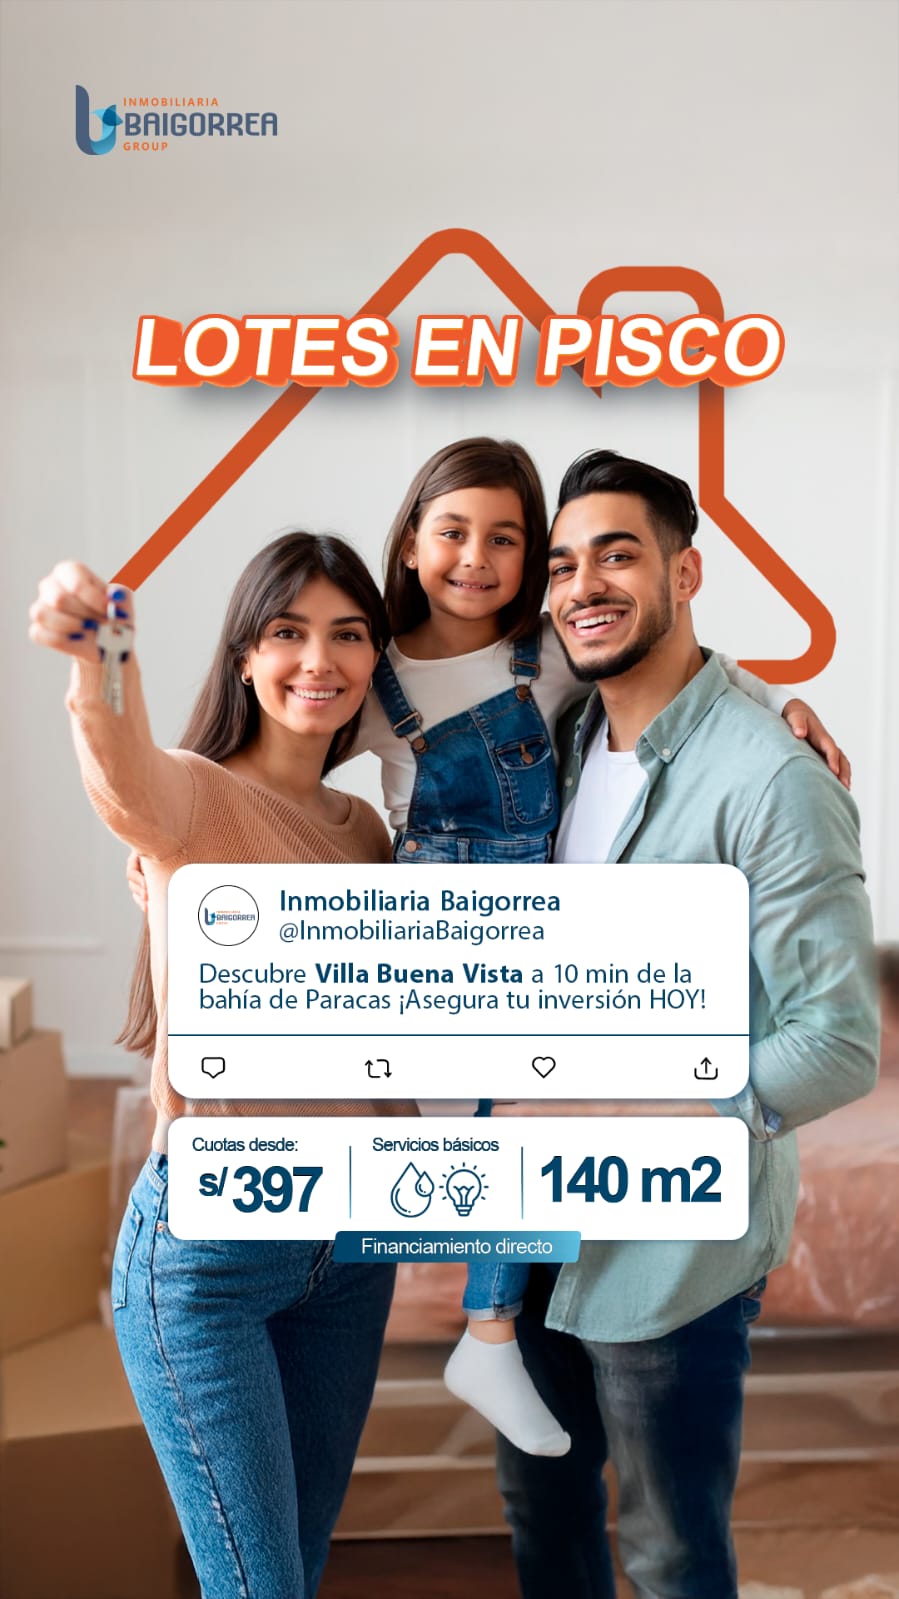 INMOBILIARIA
BAIGORREA
GROUP
LOTES EN PISCO
BAIGORREA
Inmobiliaria Baigorrea
@InmobiliariaBaigorrea
Descubre Villa Buena Vista a 10 min de la
bahía de Paracas ¡Asegura tu inversión HOY!
Cuotas desde:
s/397
Servicios básicos
140 m2
Financiamiento directo